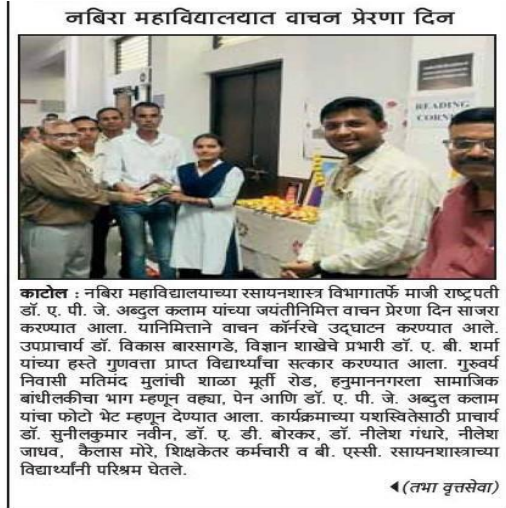 नबिरा महाविद्यालयात वाचन प्रेरणा दिन
READING
CORNER
काटोल : नबिरा महाविद्यालयाच्या रसायनशास्त्र विभागातर्फे माजी राष्ट्रपती
डॉ. ए. पी. जे. अब्दुल कलाम यांच्या जयंतीनिमित्त वाचन प्रेरणा दिन साजरा
करण्यात आला. यानिमित्ताने वाचन कॉर्नरचे उद्घाटन करण्यात आले.
उपप्राचार्य डॉ. विकास बारसागडे, विज्ञान शाखेचे प्रभारी डॉ. ए. बी. शर्मा
यांच्या हस्ते गुणवत्ता प्राप्त विद्यार्थ्यांचा सत्कार करण्यात आला. गुरुवर्य
निवासी मतिमंद मुलांची शाळा मूर्ती रोड, हनुमाननगरला सामाजिक
बांधीलकीचा भाग म्हणून वह्या, पेन आणि डॉ. ए. पी. जे. अब्दुल कलाम
यांचा फोटो भेट म्हणून देण्यात आला. कार्यक्रमाच्या यशस्वितेसाठी प्राचार्य
डॉ. सुनीलकुमार नवीन, डॉ. ए. डी. बोरकर, डॉ. नीलेश गंधारे, नीलेश
जाधव, कैलास मोरे, शिक्षकेतर कर्मचारी व बी. एस्सी. रसायनशास्त्राच्या
विद्यार्थ्यांनी परिश्रम घेतले.
(तभा वृत्तसेवा)